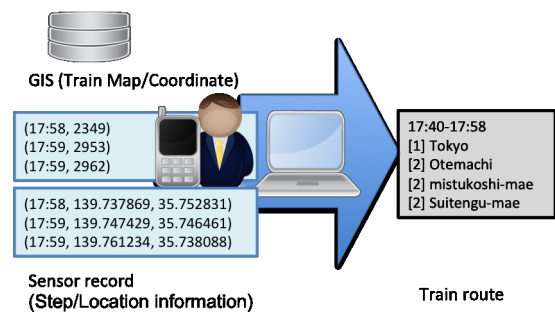 GIS (Train Map/Coordinate)
(17:58, 2349)
(17:59, 2953)
(17:59, 2962)
(17:58, 139.737869, 35.752831)
(17:59, 139.747429, 35.746461)
(17:59, 139.761234, 35.738088)
Sensor record
(Step/Location information)
17:40-17:58
[1] Tokyo
[2] Otemachi
[2] mistukoshi-mae
[2] Suitengu-mae
Train route